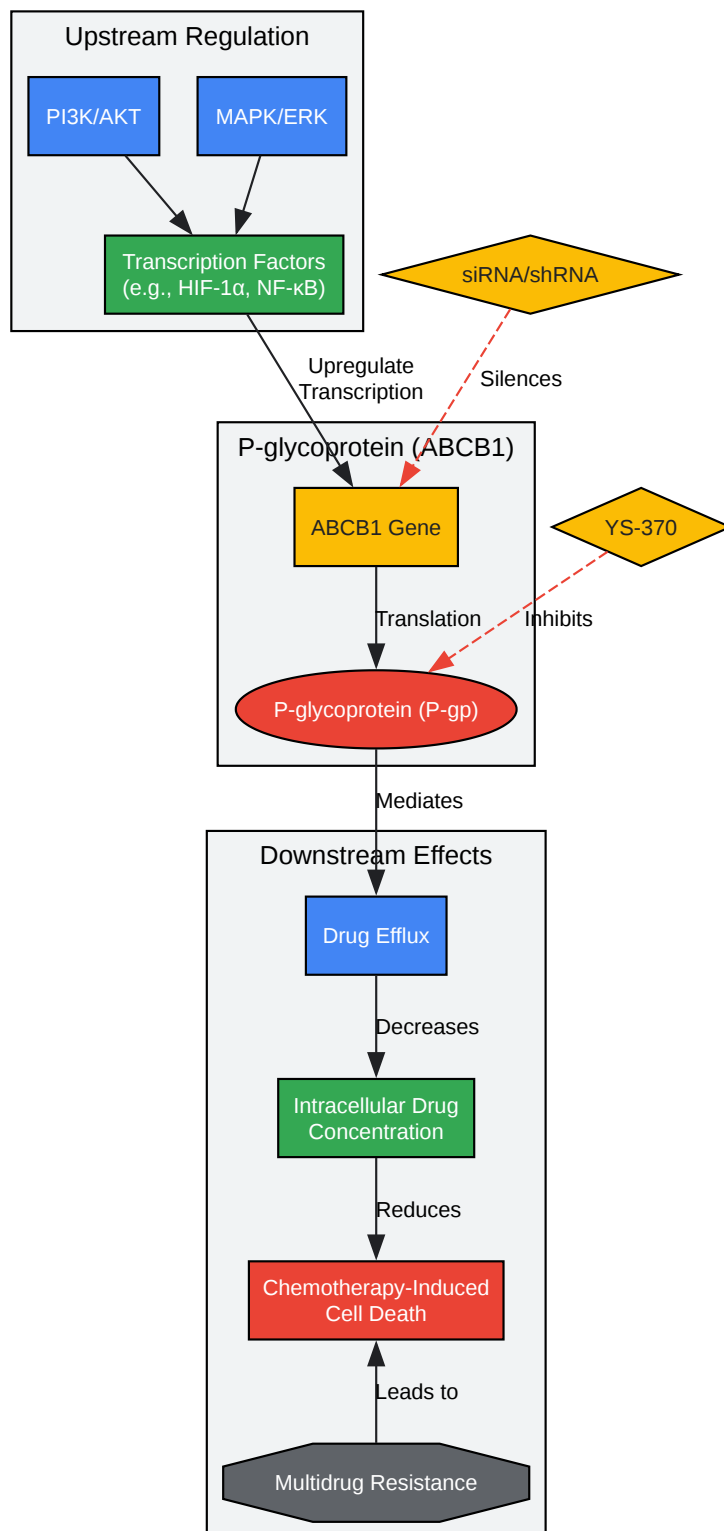 Upstream Regulation
PI3K/AKT
MAPK/ERK
Transcription Factors
(e.g., HIF-1α, NF-κB)
siRNA/shRNA
Upregulate
Transcription
Silences
P-glycoprotein (ABCB1)
ABCB1 Gene
YS-370
Translation
Inhibits
P-glycoprotein (P-gp)
Mediates
Downstream Effects
Drug Efflux
Decreases
Intracellular Drug
Concentration
Reduces
Chemotherapy-Induced
Cell Death
Leads to
Multidrug Resistance